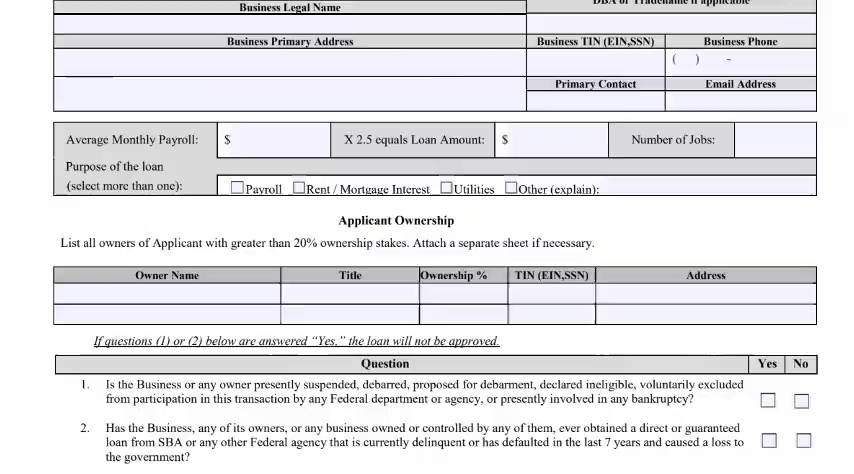 DBA or Tradename if applicable
Business Legal Name
Business Primary Address Business TIN (EIN,SSN) Business Phone
( ) -
Primary Contact Email Address
Average Monthly Payroll: $ X 2.5 equals Loan Amount: $ Number of Jobs:
Purpose of the loan
(select more than one): Payroll Rent / Mortgage Interest Utilities Other (explain):
Applicant Ownership
List all owners of Applicant with greater than 20% ownership stakes. Attach a separate sheet if necessary.
Owner Name Title Ownership % TIN (EIN,SSN) Address
If questions (1) or (2) below are answered “Yes,” the loan will not be approved.
Question Yes No
1. Is the Business or any owner presently suspended, debarred, proposed for debarment, declared ineligible, voluntarily excluded
from participation in this transaction by any Federal department or agency, or presently involved in any bankruptcy?
2. Has the Business, any of its owners, or any business owned or controlled by any of them, ever obtained a direct or guaranteed
loan from SBA or any other Federal agency that is currently delinquent or has defaulted in the last 7 years and caused a loss to
the government?